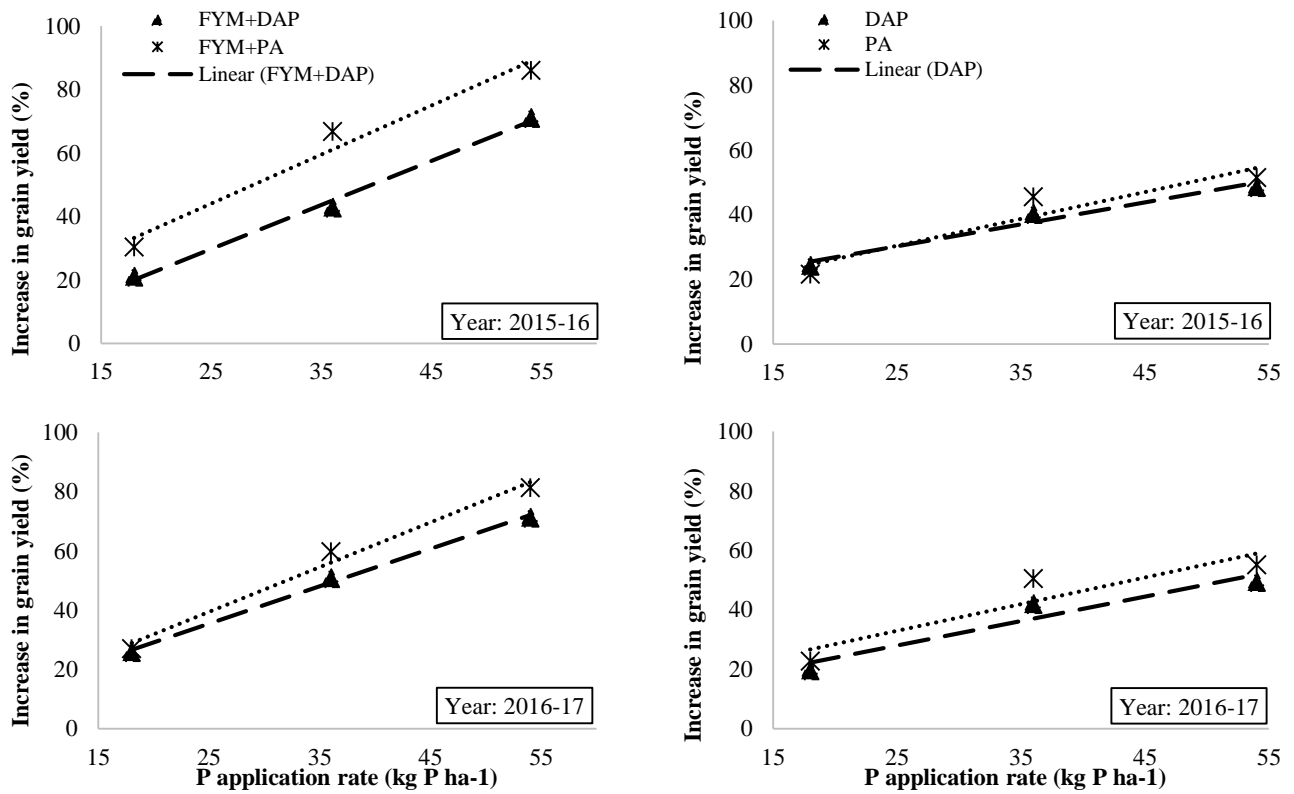 FYM+DAP
FYM+PA
Linear (FYM+DAP)
Increase in grain yield (%)
100
80
60
40
20
0
15 25 35 45 55
Year: 2015-16
DAP
PA
Linear (DAP)
Increase in grain yield (%)
100
80
60
40
20
0
15 25 35 45 55
Year: 2015-16
Increase in grain yield (%)
100
80
60
40
20
0
15 25 35 45 55
P application rate (kg P ha-1)
Year: 2016-17
Increase in grain yield (%)
100
80
60
40
20
0
15 25 35 45 55
P application rate (kg P ha-1)
Year: 2016-17